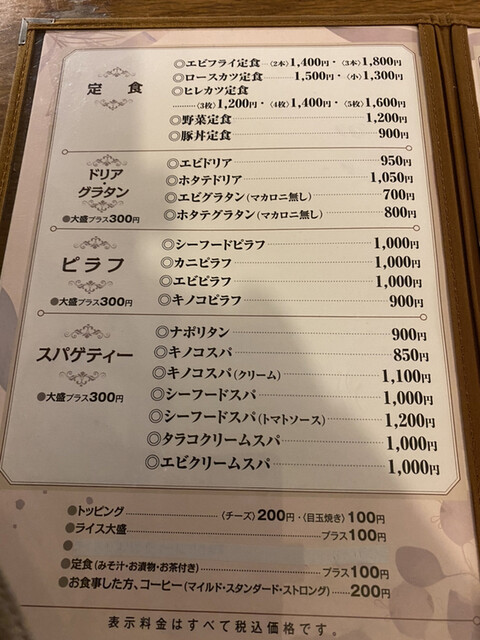 定食
◎エビフライ定食 〈2本〉1,400円・〈3本〉1,800円
◎ロースカツ定食 1,500円・〈小〉1,300円
◎ヒレカツ定食
〈3枚〉1,200円・〈4枚〉1,400円・〈5枚〉1,600円
◎野菜定食 1,200円
◎豚丼定食 900円
ドリア・グラタン
●大盛プラス300円
◎エビドリア 950円
◎ホタテドリア 1,050円
◎エビグラタン(マカロニ無し) 700円
◎ホタテグラタン(マカロニ無し) 800円
ピラフ
●大盛プラス300円
◎シーフードピラフ 1,000円
◎カニピラフ 1,000円
◎エビピラフ 1,000円
◎キノコピラフ 900円
スパゲティー
●大盛プラス300円
◎ナポリタン 900円
◎キノコスパ 850円
◎キノコスパ(クリーム) 1,100円
◎シーフードスパ 1,000円
◎シーフードスパ(トマトソース) 1,200円
◎タラコクリームスパ 1,000円
◎エビクリームスパ 1,000円
●トッピング 〈チーズ〉200円・〈目玉焼き〉100円
●ライス大盛 プラス100円
●
●定食(みそ汁・お漬物・お茶付き) プラス100円
●お食事した方、コーヒー(マイルド・スタンダード・ストロング) 200円
表示料金はすべて税込価格です。